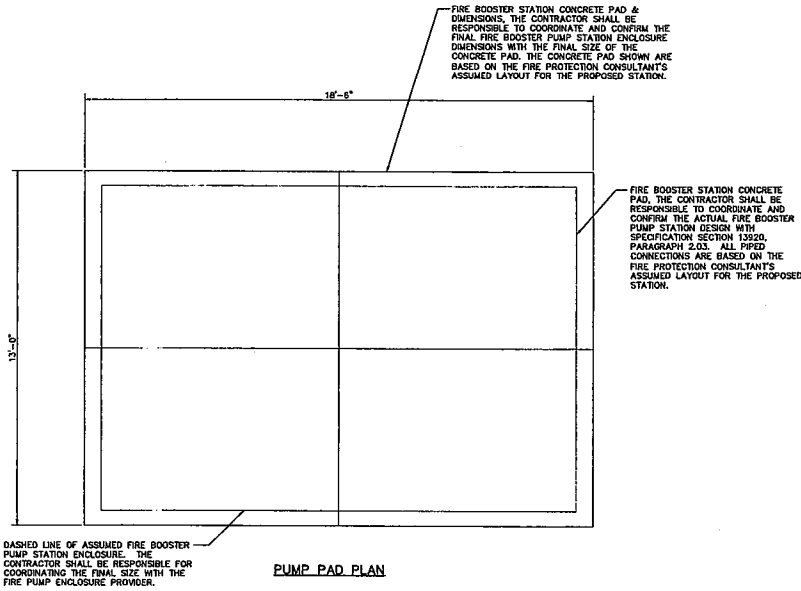 FIRE BOOSTER STATION CONCRETE PAD &
DIMENSIONS, THE CONTRACTOR SHALL BE
RESPONSIBLE TO COORDINATE AND CONFIRM THE
FINAL FIRE BOOSTER PUMP STATION ENCLOSURE
DIMENSIONS WITH THE FINAL SIZE OF THE
CONCRETE PAD. THE CONCRETE PAD SHOWN ARE
BASED ON THE FIRE PROTECTION CONSULTANT'S
ASSUMED LAYOUT FOR THE PROPOSED STATION.
18'-6"
FIRE BOOSTER STATION CONCRETE
PAD, THE CONTRACTOR SHALL BE
RESPONSIBLE TO COORDINATE AND
CONFIRM THE ACTUAL FIRE BOOSTER
PUMP STATION DESIGN WITH
SPECIFICATION SECTION 13920,
PARAGRAPH 2.03. ALL PIPED
CONNECTIONS ARE BASED ON THE
FIRE PROTECTION CONSULTANT'S
ASSUMED LAYOUT FOR THE PROPOSED
STATION.
13'-0"
DASHED LINE OF ASSUMED FIRE BOOSTER
PUMP STATION ENCLOSURE. THE
CONTRACTOR SHALL BE RESPONSIBLE FOR
COORDINATING THE FINAL SIZE WITH THE
FIRE PUMP ENCLOSURE PROVIDER.
PUMP PAD PLAN